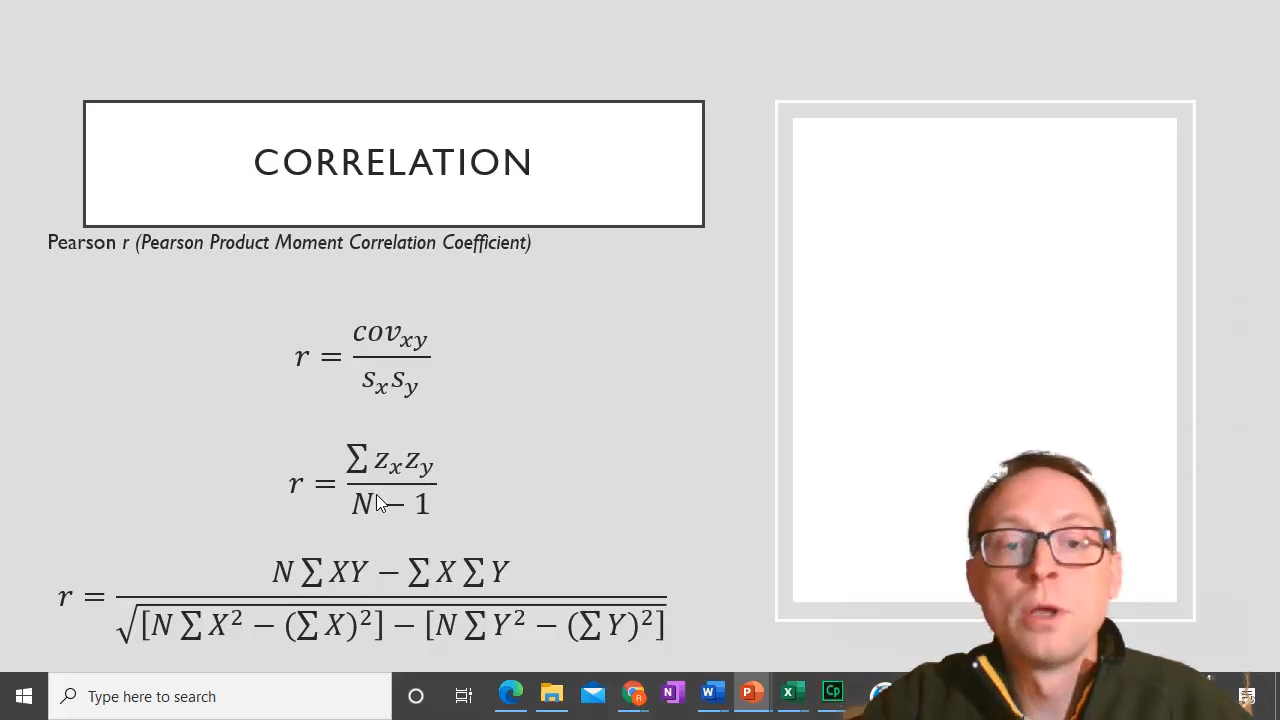 CORRELATION
Pearson r (Pearson Product Moment Correlation Coefficient)
r = cov_xy / s_x s_y
r = ∑ z_x z_y / N − 1
r = N ∑ XY − ∑ X ∑ Y / √[N ∑ X² − (∑ X)²] − [N ∑ Y² − (∑ Y)²]
Type here to search